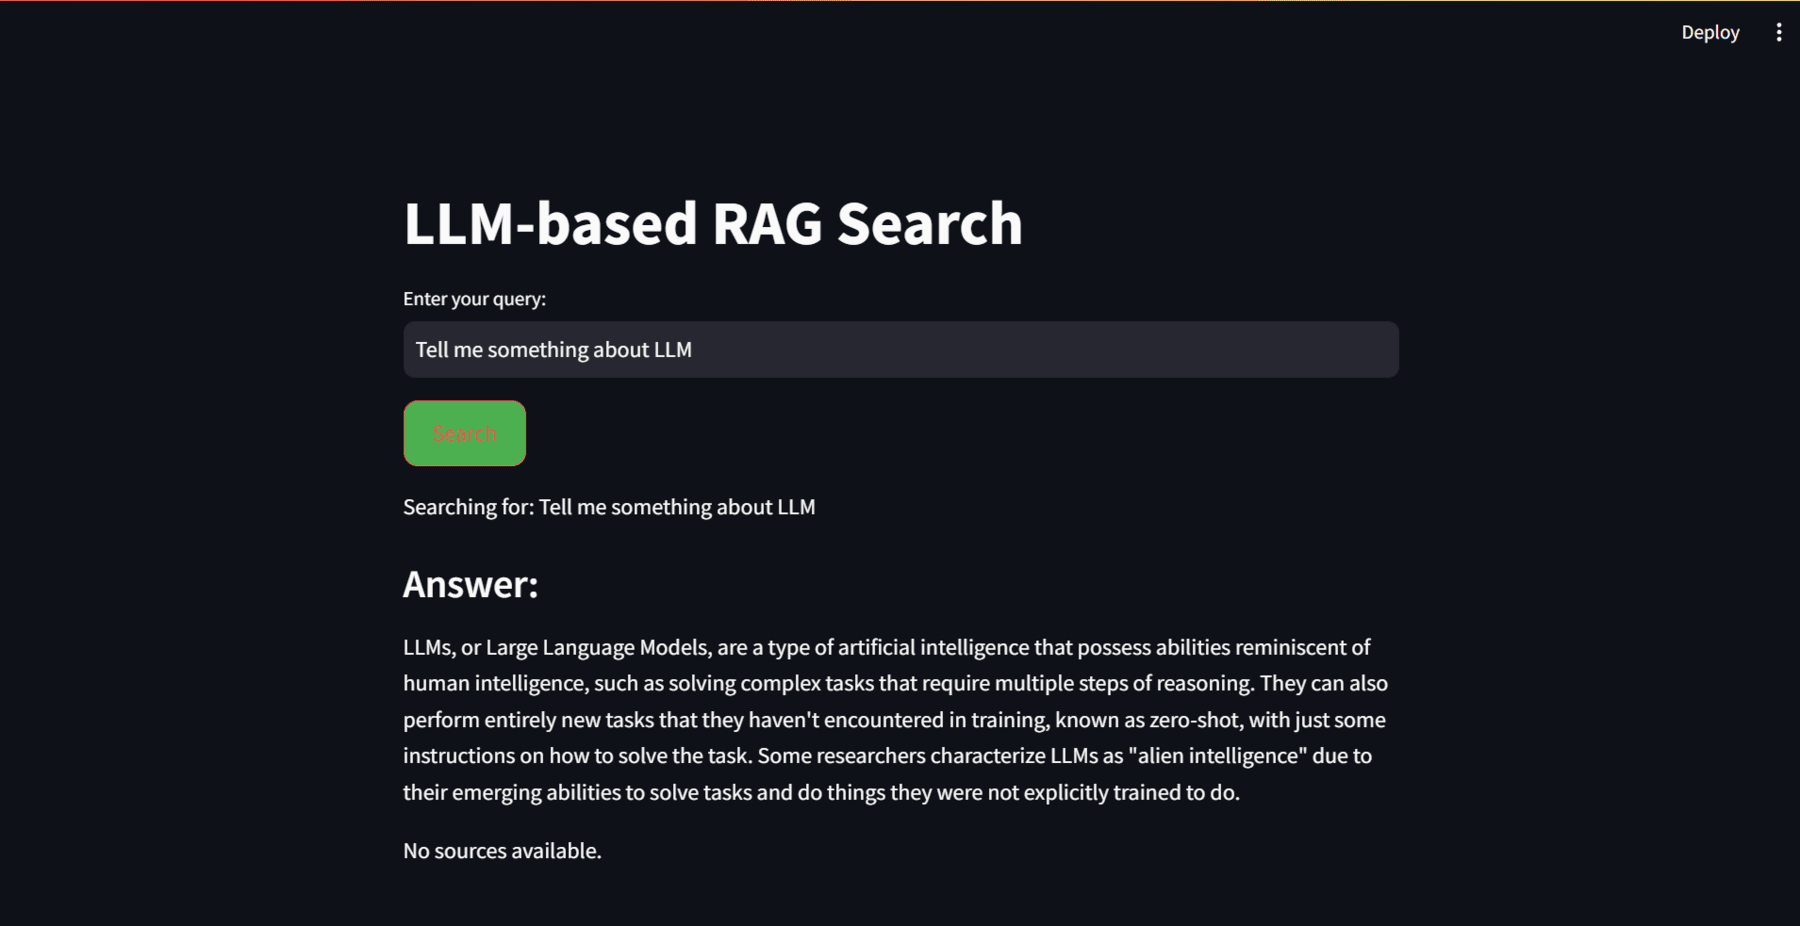 Deploy
LLM-based RAG Search
Enter your query:
Tell me something about LLM
Search
Searching for: Tell me something about LLM
Answer:
LLMs, or Large Language Models, are a type of artificial intelligence that possess abilities reminiscent of
human intelligence, such as solving complex tasks that require multiple steps of reasoning. They can also
perform entirely new tasks that they haven't encountered in training, known as zero-shot, with just some
instructions on how to solve the task. Some researchers characterize LLMs as "alien intelligence" due to
their emerging abilities to solve tasks and do things they were not explicitly trained to do.
No sources available.